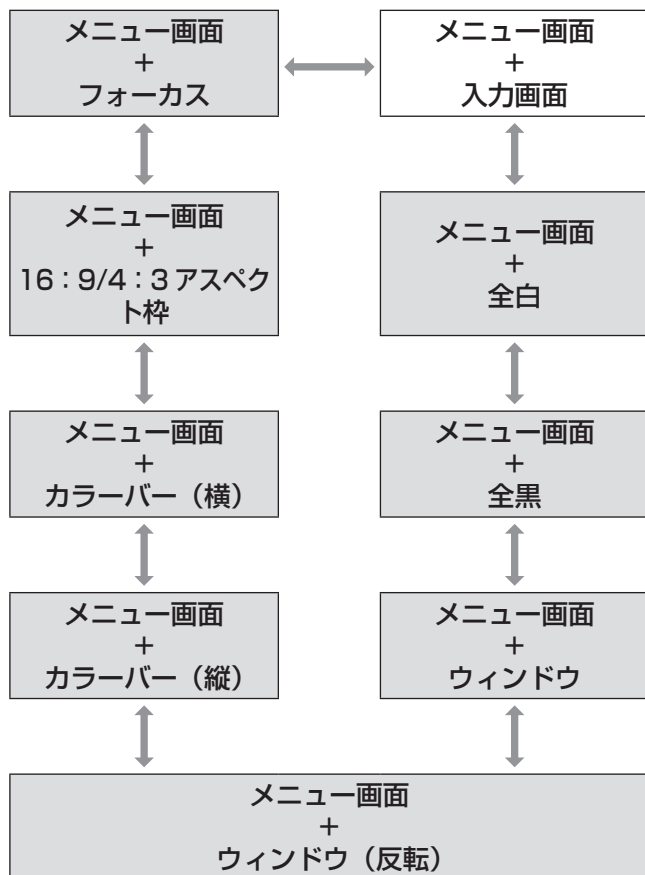 メニュー画面
+
フォーカス
メニュー画面
+
入力画面
メニュー画面
+
16：9/4：3アスペク
ト枠
メニュー画面
+
全白
メニュー画面
+
カラーバー（横）
メニュー画面
+
全黒
メニュー画面
+
カラーバー（縦）
メニュー画面
+
ウィンドウ
メニュー画面
+
ウィンドウ（反転）